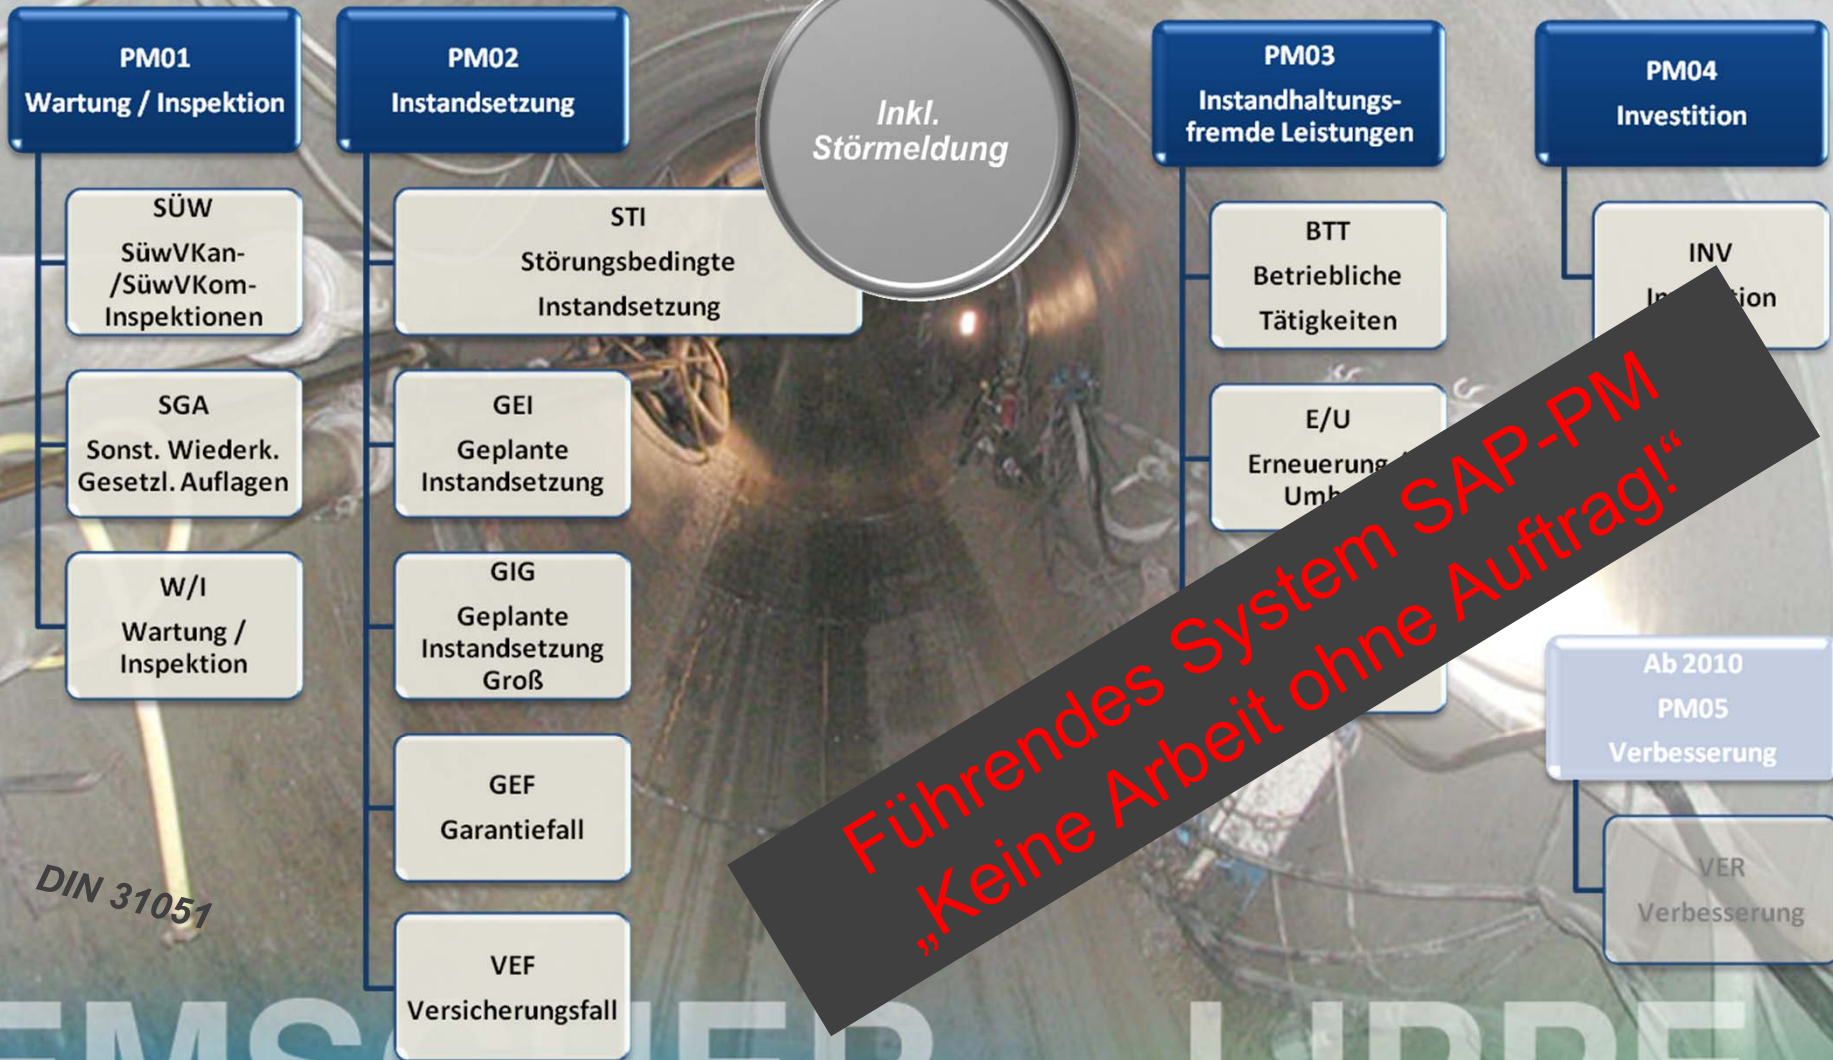 PM01
Wartung / Inspektion
SÜW
SüwVKan-
/SüwVKom-
Inspektionen
SGA
Sonst. Wiederk.
Gesetzl. Auflagen
W/I
Wartung /
Inspektion
DIN 31051
PM02
Instandsetzung
STI
Störungsbedingte
Instandsetzung
GEI
Geplante
Instandsetzung
GIG
Geplante
Instandsetzung
Groß
GEF
Garantiefall
VEF
Versicherungsfall
Inkl.
Störmeldung
PM03
Instandhaltungs-
fremde Leistungen
BTT
Betriebliche
Tätigkeiten
E/U
Erneuerung
PM04
Investition
INV
Führendes System SAP-PM
„Keine Arbeit ohne Auftrag!“
Ab 2010
PM05
Verbesserung
VER
Verbesserung